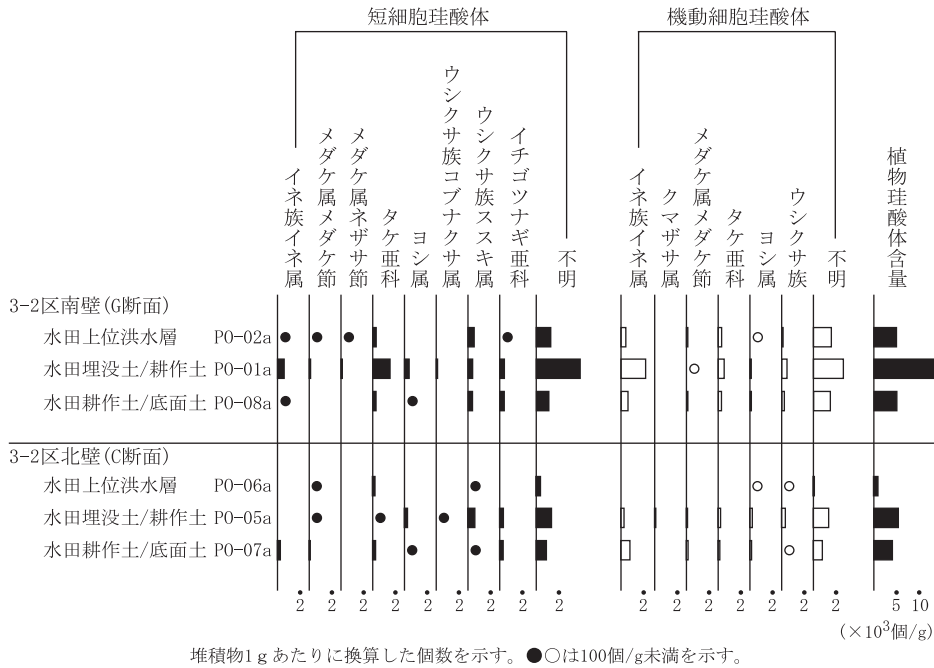 短細胞珪酸体
機動細胞珪酸体
イネ族イネ属
メダケ属メダケ節
メダケ属ネザサ節
タケ亜科
ヨシ属
ウシクサ族コブナクサ属
ウシクサ族ススキ属
イチゴツナギ亜科
不明
イネ族イネ属
クマザサ属
メダケ属メダケ節
タケ亜科
ヨシ属
ウシクサ族
不明
植物珪酸体含量
3-2区南壁(G断面)
水田上位洪水層 PO-02a
水田埋没土/耕作土 PO-01a
水田耕作土/底面土 PO-08a
3-2区北壁(C断面)
水田上位洪水層 PO-06a
水田埋没土/耕作土 PO-05a
水田耕作土/底面土 PO-07a
2 2 2 2 2 2 2 2 2 2 2 2 2 2 2 2 5 10
(×10³個/g)
堆積物1gあたりに換算した個数を示す。●○は100個/g未満を示す。